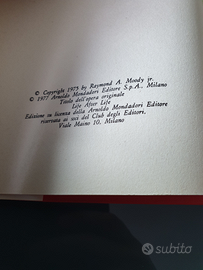 © Copyright 1975 by Raymond A. Moody jr.
© 1977 Arnoldo Mondadori Editore S.p.A., Milano
Titolo dell'opera originale
Life After Life
Edizione su licenza della Arnoldo Mondadori Editore
riservata ai soci del Club degli Editori,
Viale Maino 10, Milano
subito